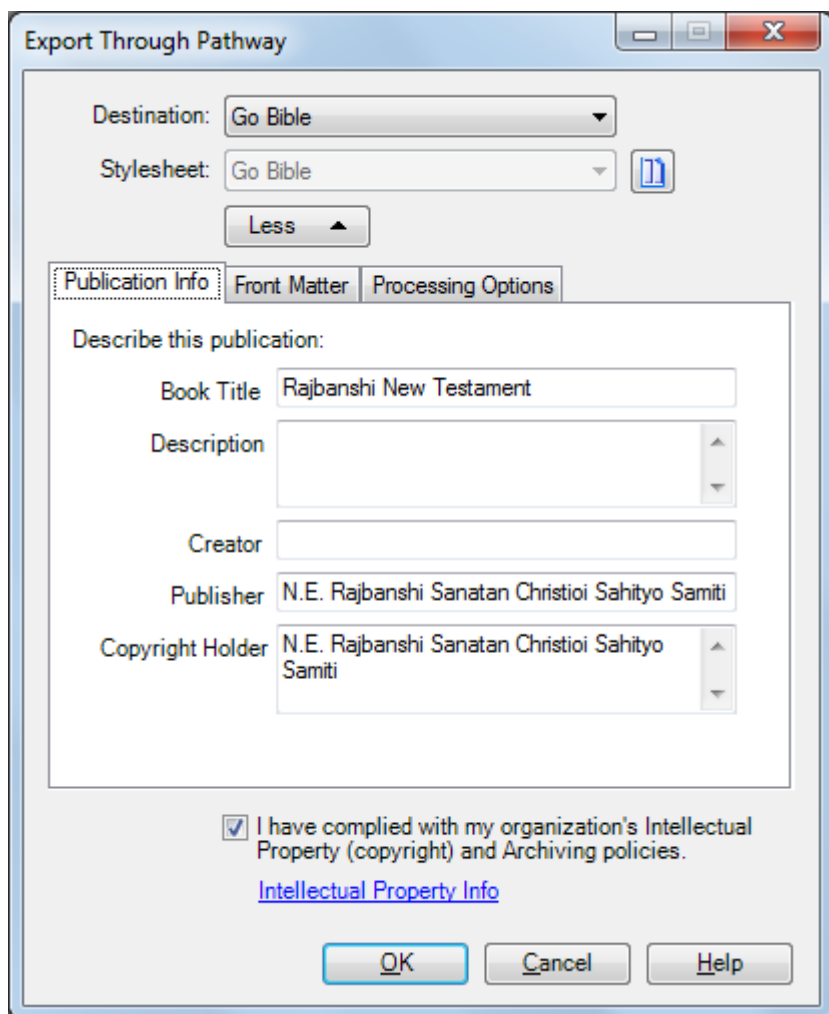 Export Through Pathway
Destination: Go Bible
Stylesheet: Go Bible
Less
Publication Info Front Matter Processing Options
Describe this publication:
Book Title Rajbanshi New Testament
Description
Creator
Publisher N.E. Rajbanshi Sanatan Christioi Sahityo Samiti
Copyright Holder N.E. Rajbanshi Sanatan Christioi Sahityo
Samiti
I have complied with my organization's Intellectual
Property (copyright) and Archiving policies.
Intellectual Property Info
OK Cancel Help